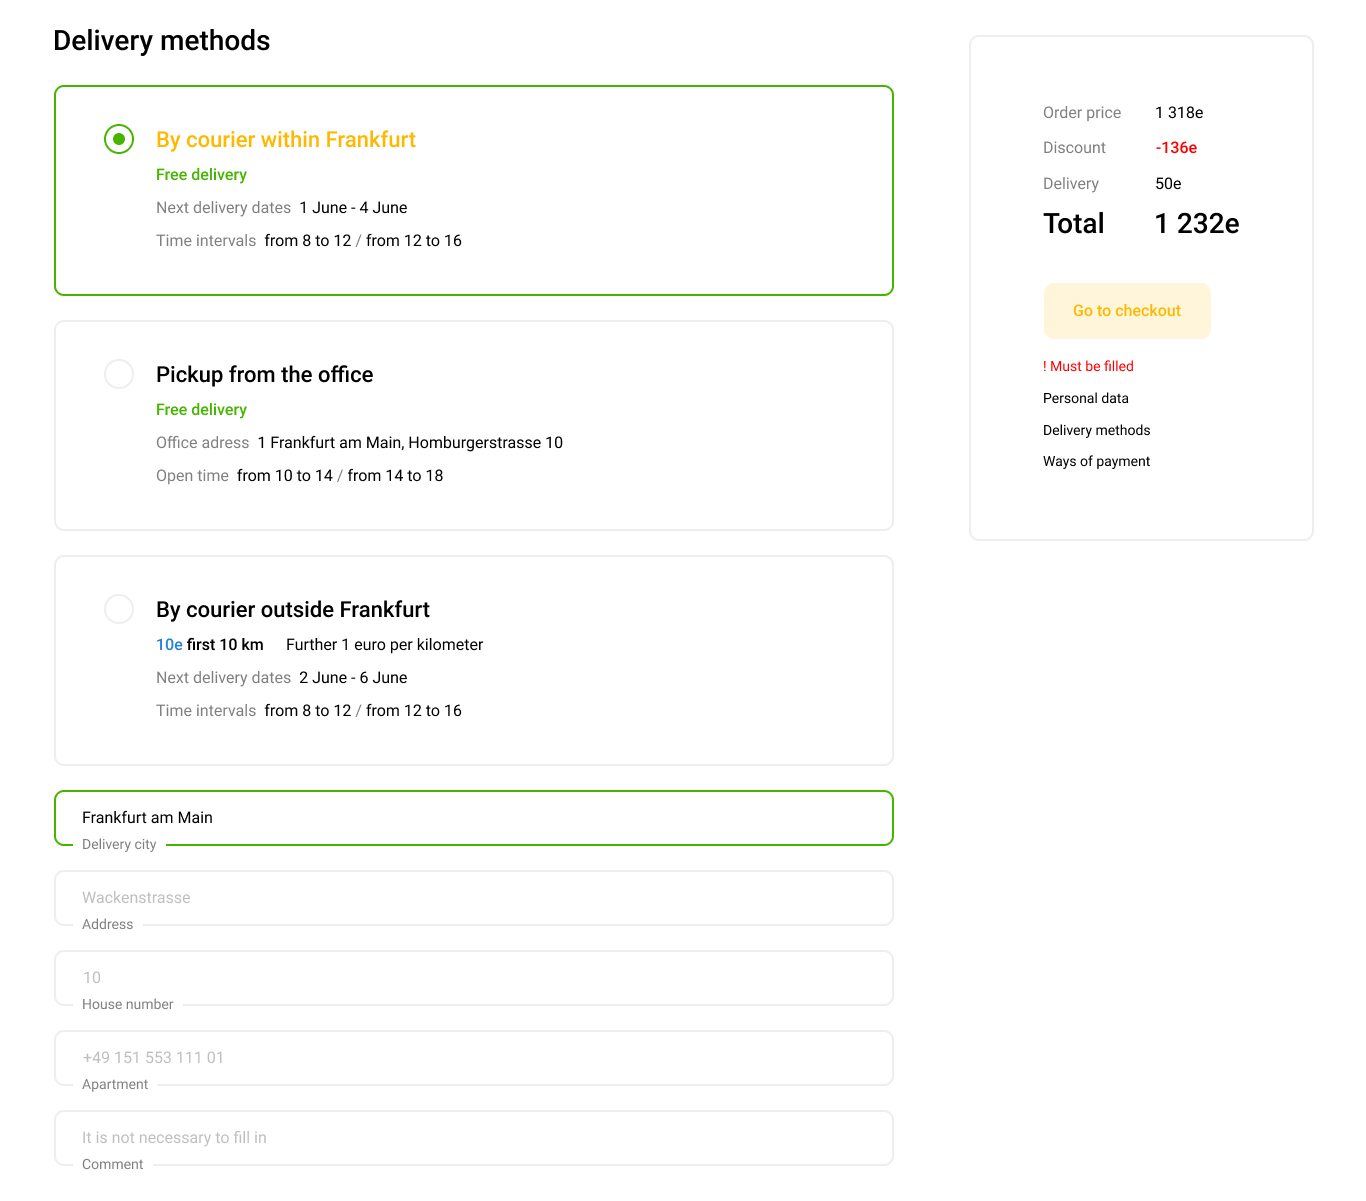 Delivery methods
By courier within Frankfurt
Free delivery
Next delivery dates 1 June - 4 June
Time intervals from 8 to 12 / from 12 to 16
Pickup from the office
Free delivery
Office adress 1 Frankfurt am Main, Homburgerstrasse 10
Open time from 10 to 14 / from 14 to 18
By courier outside Frankfurt
10e first 10 km Further 1 euro per kilometer
Next delivery dates 2 June - 6 June
Time intervals from 8 to 12 / from 12 to 16
Frankfurt am Main
Delivery city
Wackenstrasse
Address
10
House number
+49 151 553 111 01
Apartment
It is not necessary to fill in
Comment
Order price 1 318e
Discount -136e
Delivery 50e
Total 1 232e
Go to checkout
! Must be filled
Personal data
Delivery methods
Ways of payment